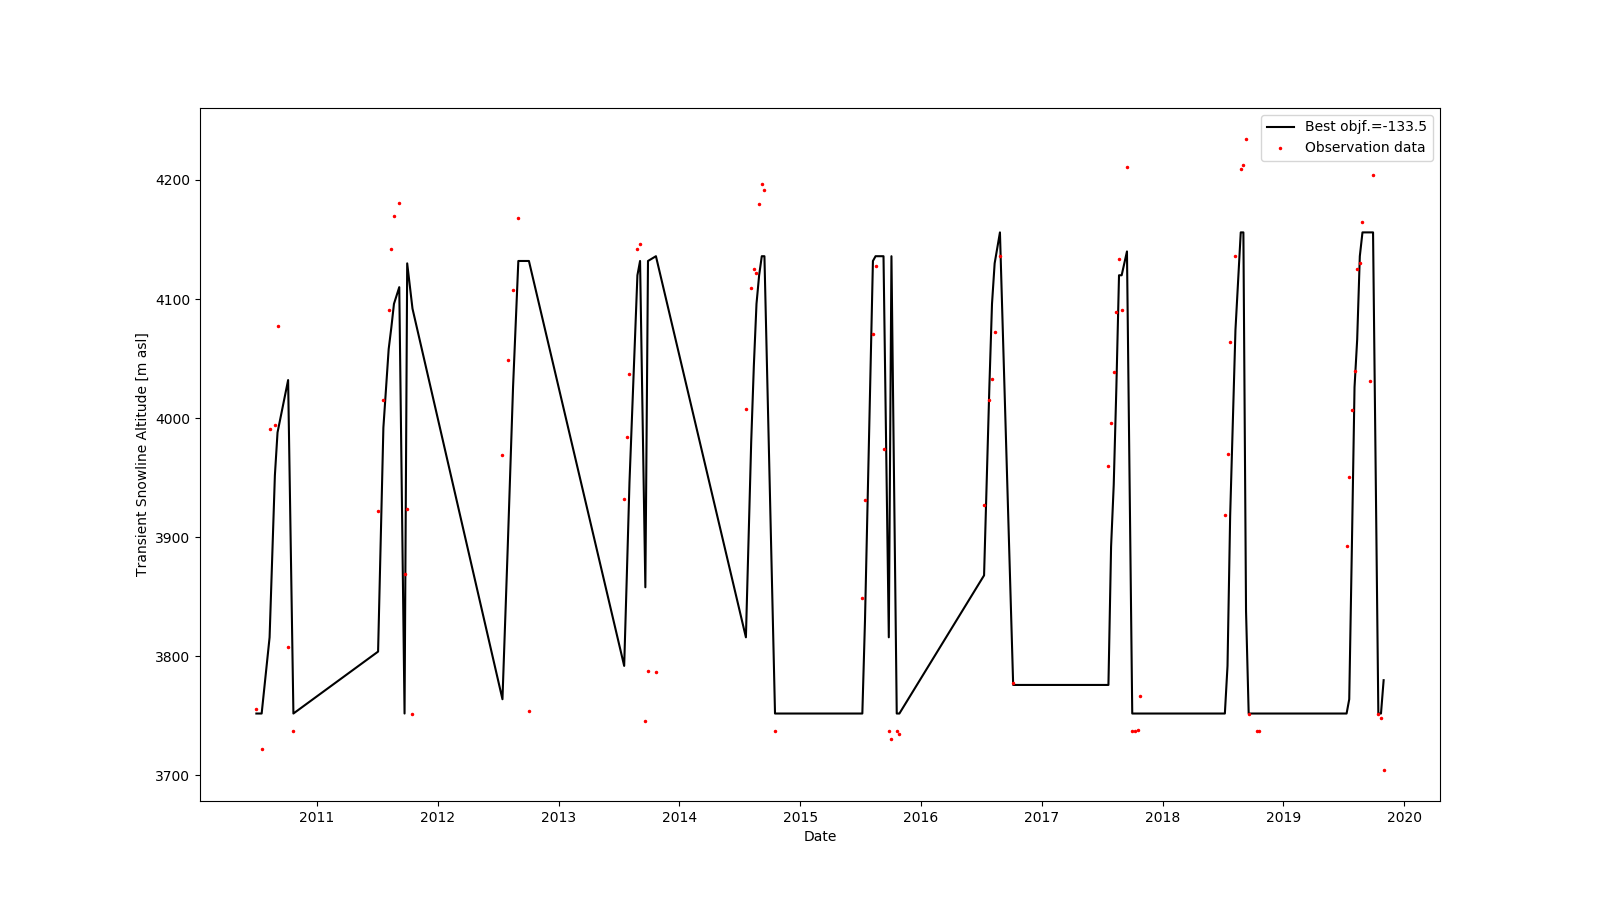 Best objf.=-133.5
Observation data
Transient Snowline Altitude [m asl]
4200
4100
4000
3900
3800
3700
2011 2012 2013 2014 2015 2016 2017 2018 2019 2020
Date